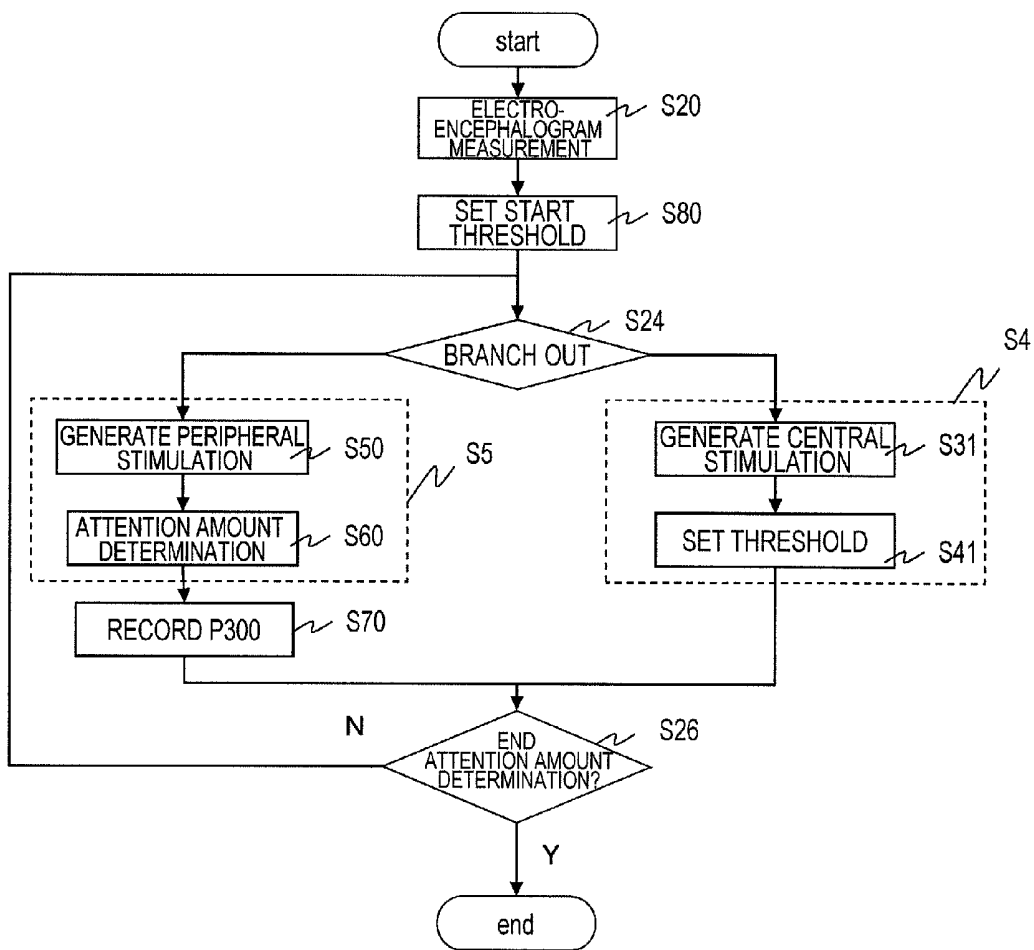 start
ELECTRO-
ENCEPHALOGRAM
MEASUREMENT
S20
SET START
THRESHOLD
S80
BRANCH OUT
S24
S4
GENERATE PERIPHERAL
STIMULATION
S50
S5
ATTENTION AMOUNT
DETERMINATION
S60
RECORD P300
S70
GENERATE CENTRAL
STIMULATION
S31
SET THRESHOLD
S41
N
END
ATTENTION AMOUNT
DETERMINATION?
S26
Y
end